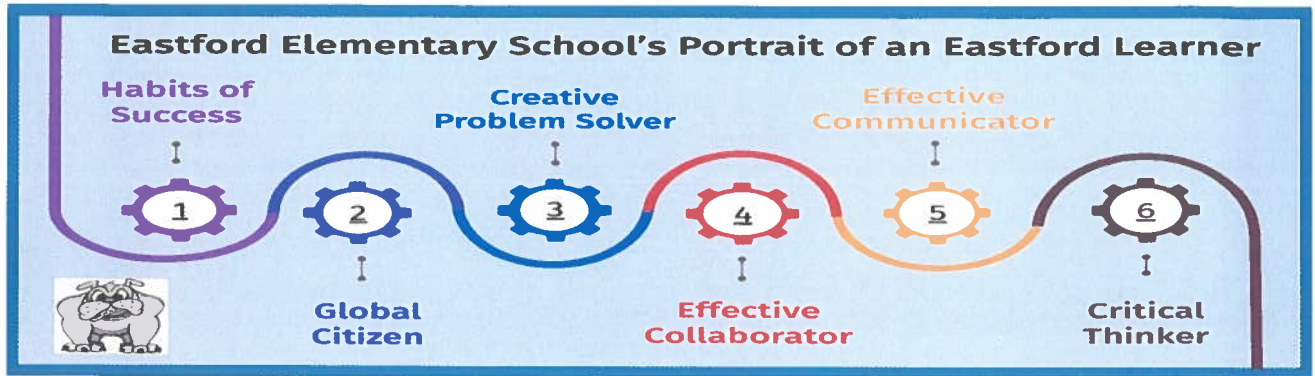 Eastford Elementary School's Portrait of an Eastford Learner
Habits of
Success
1
Global
Citizen
2
Creative
Problem Solver
3
Effective
Collaborator
4
Effective
Communicator
5
Critical
Thinker
6